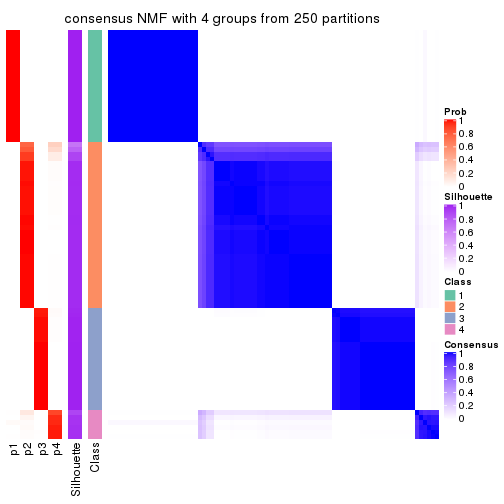 consensus NMF with 4 groups from 250 partitions
Prob
1
0.8
0.6
0.4
0.2
0
Silhouette
1
0.8
0.6
0.4
0.2
0
Class
1
2
3
4
Consensus
1
0.8
0.6
0.4
0.2
0
p1
p2
p3
p4
Silhouette
Class